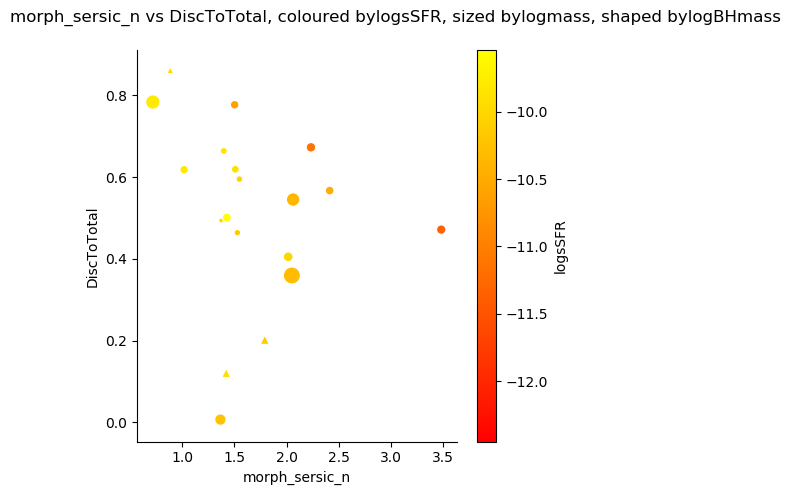 morph_sersic_n vs DiscToTotal, coloured bylogsSFR, sized bylogmass, shaped bylogBHmass
DiscToTotal
0.8
0.6
0.4
0.2
0.0
1.0 1.5 2.0 2.5 3.0 3.5
morph_sersic_n
−10.0
−10.5
−11.0
−11.5
−12.0
logsSFR